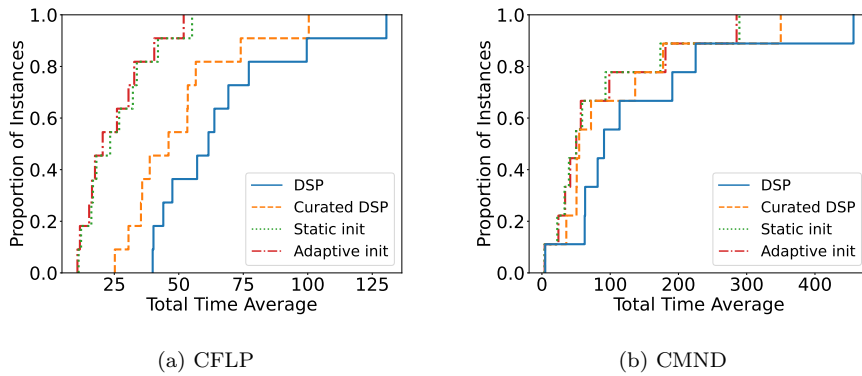 Proportion of Instances
1.0
0.8
0.6
0.4
0.2
0.0
DSP
Curated DSP
Static init
Adaptive init
25 50 75 100 125
Total Time Average
(a) CFLP
Proportion of Instances
1.0
0.8
0.6
0.4
0.2
0.0
DSP
Curated DSP
Static init
Adaptive init
0 100 200 300 400
Total Time Average
(b) CMND